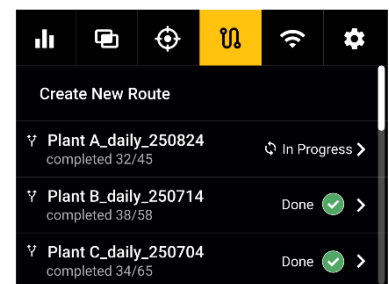 Create New Route
Plant A_daily_250824
completed 32/45
In Progress
Plant B_daily_250714
completed 38/58
Done
Plant C_daily_250704
completed 34/65
Done